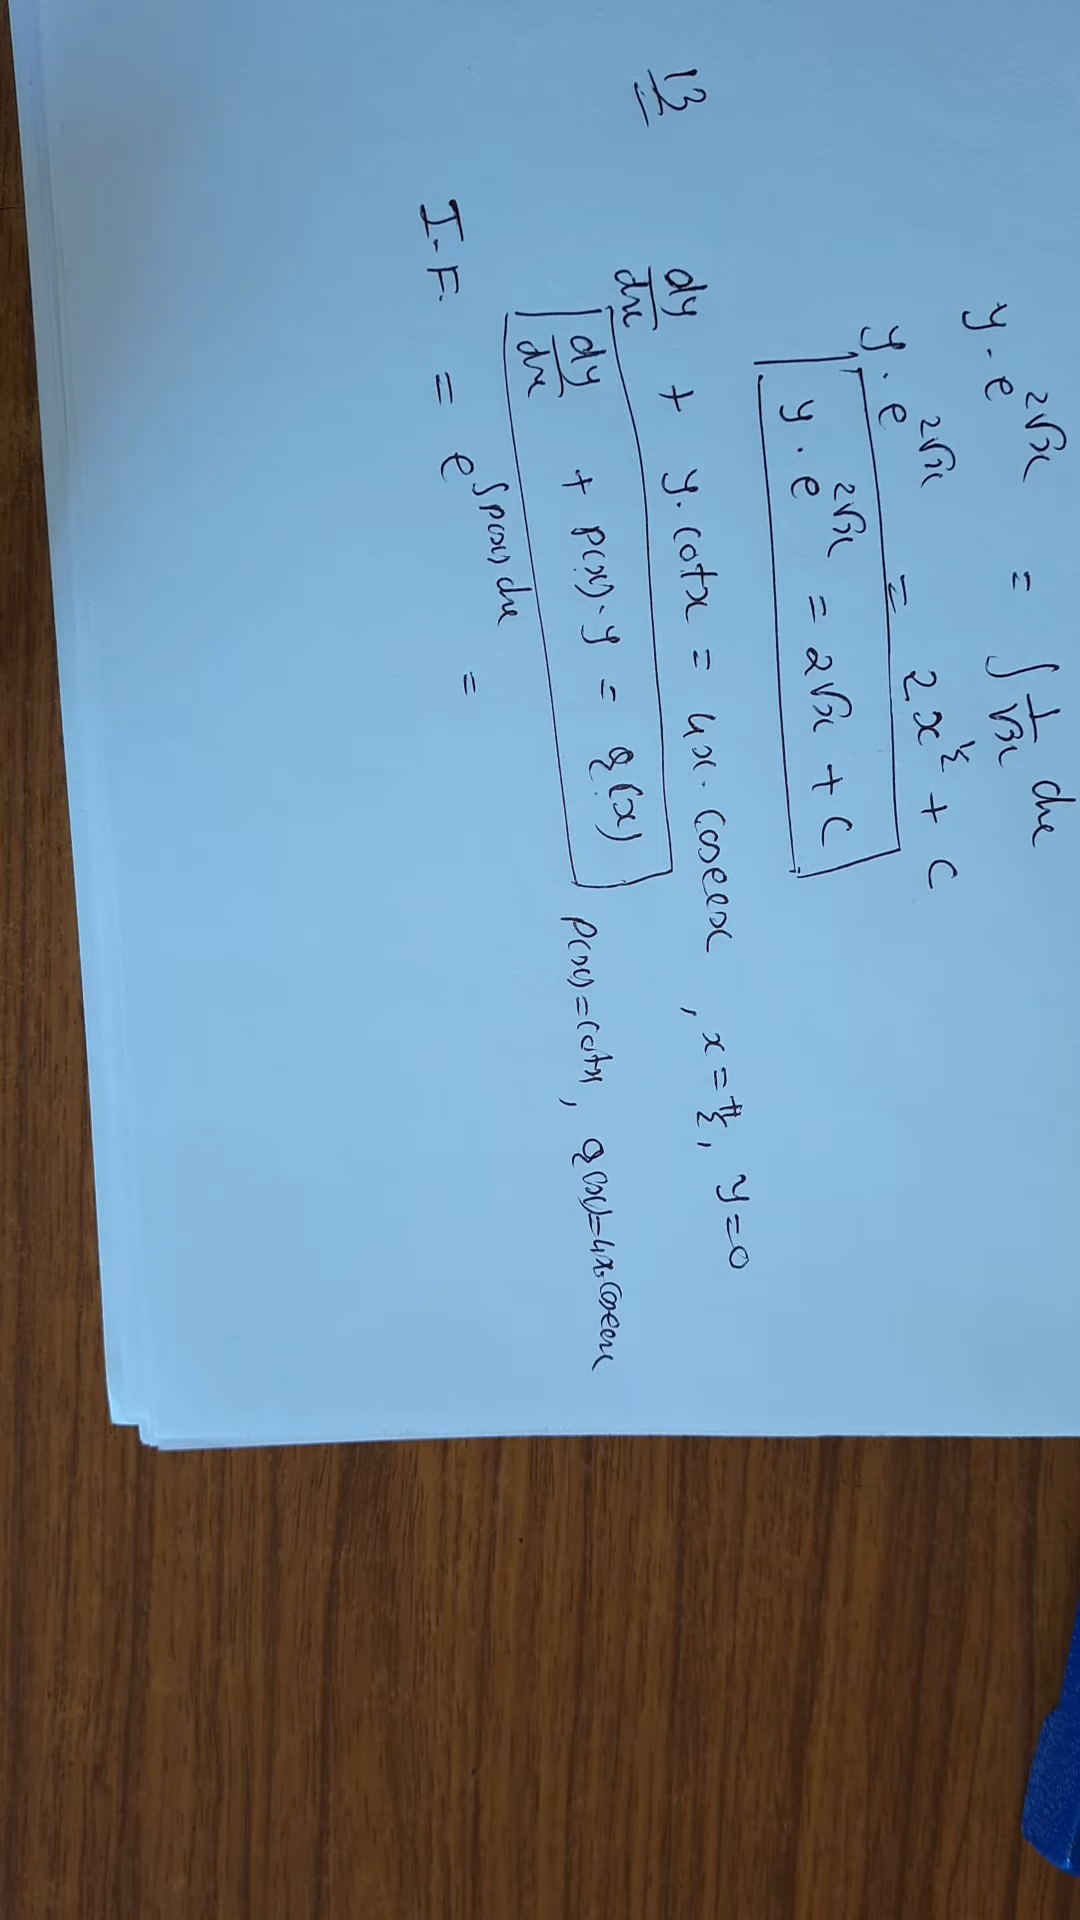 y · e^{2√x} = ∫ 1/√x dx
y · e^{2√x} = 2x^{1/2} + C
y · e^{2√x} = 2√x + C
13 dy/dx + y · cotx = 4x · cosecx , x = π/2, y = 0
dy/dx + P(x) · y = Q(x) P(x) = cotx , Q(x) = 4x · cosecx
I.F. = e^{∫P(x) dx} =